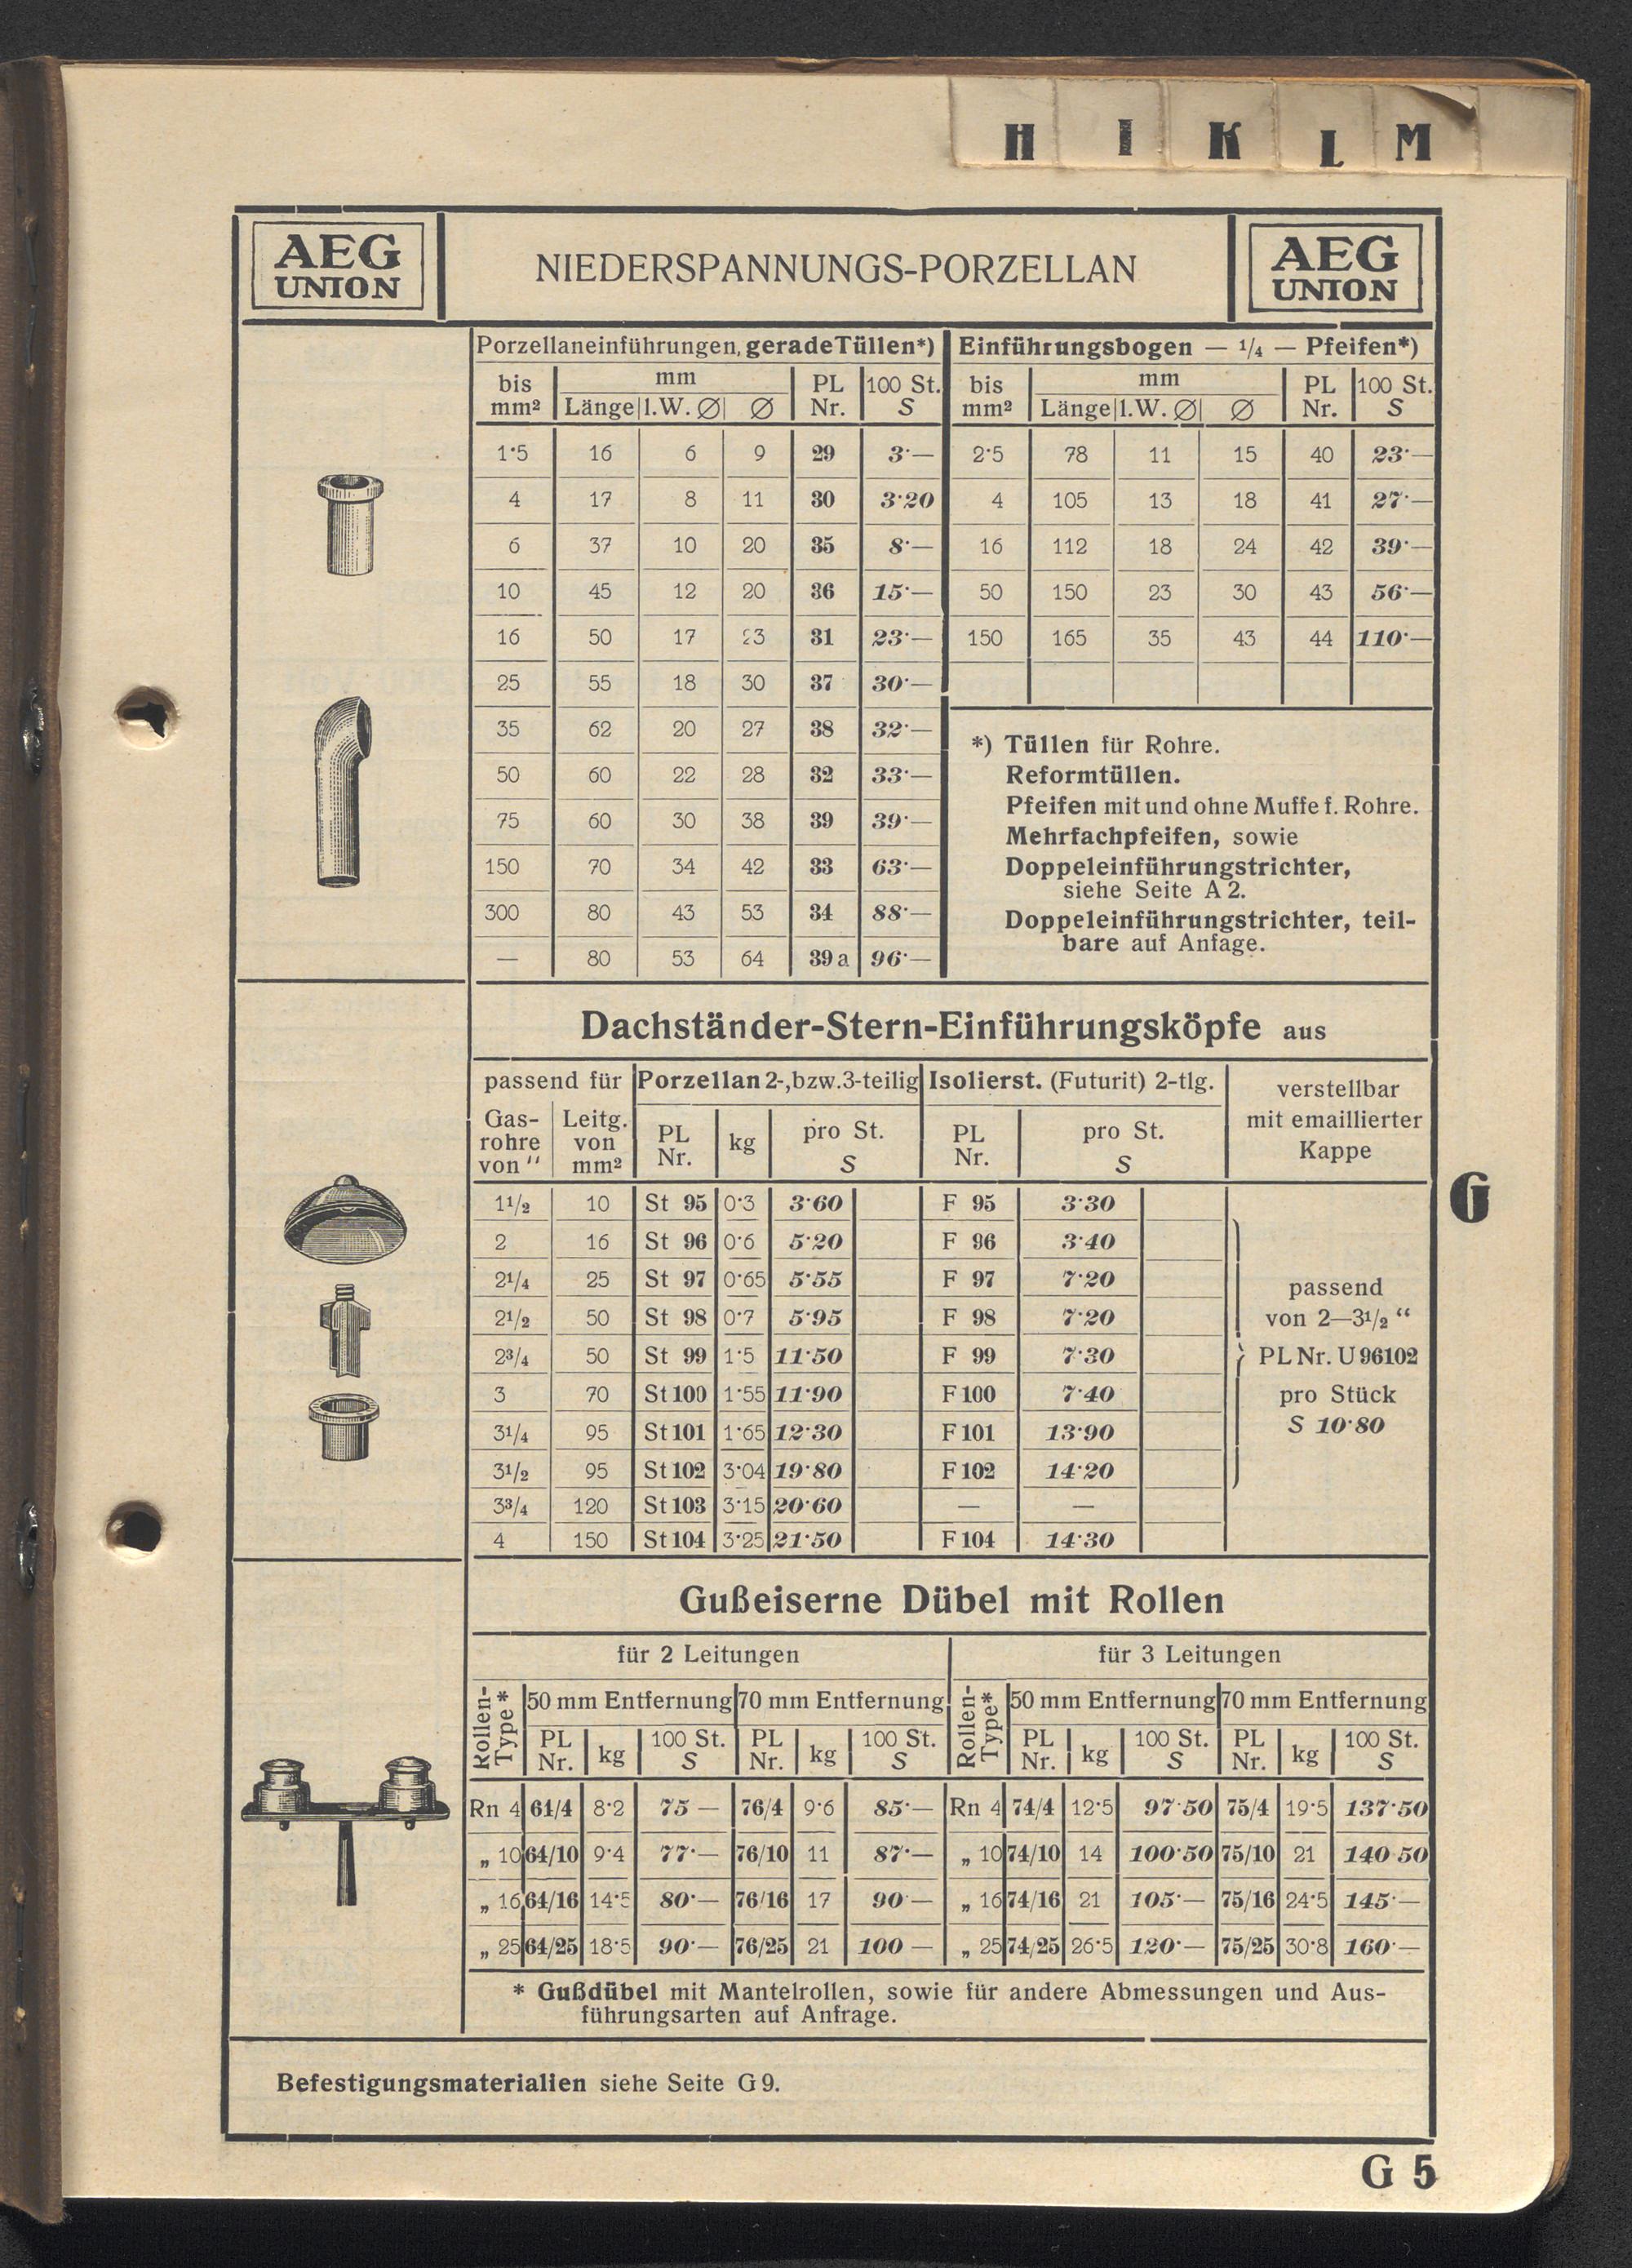 H I K L M
AEG UNION NIEDERSPANNUNGS-PORZELLAN AEG UNION
Porzellaneinführungen, gerade Tüllen*) Einführungsbogen — 1/4 — Pfeifen*)
bis mm² mm PL Nr. 100 St. S bis mm² mm PL Nr. 100 St. S
Länge l.W. ∅ ∅ Länge l.W. ∅ ∅
1·5 16 6 9 29 3·— 2·5 78 11 15 40 23·—
4 17 8 11 30 3·20 4 105 13 18 41 27·—
6 37 10 20 35 8·— 16 112 18 24 42 39·—
10 45 12 20 36 15·— 50 150 23 30 43 56·—
16 50 17 23 31 23·— 150 165 35 43 44 110·—
25 55 18 30 37 30·—
35 62 20 27 38 32·—
50 60 22 28 32 33·—
75 60 30 38 39 39·—
150 70 34 42 33 63·—
300 80 43 53 34 88·—
— 80 53 64 39a 96·—
*) Tüllen für Rohre.
Reformtüllen.
Pfeifen mit und ohne Muffe f. Rohre.
Mehrfachpfeifen, sowie
Doppeleinführungstrichter,
siehe Seite A 2.
Doppeleinführungstrichter, teil-
bare auf Anfage.
Dachständer-Stern-Einführungsköpfe aus
passend für Porzellan 2-, bzw. 3-teilig Isolierst. (Futurit) 2-tlg. verstellbar
mit emaillierter
Kappe
Gas-rohre von " Leitg. von mm² PL Nr. kg pro St. S PL Nr. pro St. S
1 1/2 10 St 95 0·3 3·60 F 95 3·30
2 16 St 96 0·6 5·20 F 96 3·40
2 1/4 25 St 97 0·65 5·55 F 97 7·20
2 1/2 50 St 98 0·7 5·95 F 98 7·20
2 3/4 50 St 99 1·5 11·50 F 99 7·30
3 70 St 100 1·55 11·90 F 100 7·40
3 1/4 95 St 101 1·65 12·30 F 101 13·90
3 1/2 95 St 102 3·04 19·80 F 102 14·20
3 3/4 120 St 103 3·15 20·60 — —
4 150 St 104 3·25 21·50 F 104 14·30
passend
von 2—3 1/2 “
PL Nr. U 96102
pro Stück
S 10·80
G
Gußeiserne Dübel mit Rollen
für 2 Leitungen für 3 Leitungen
Rollen-Type* 50 mm Entfernung 70 mm Entfernung Rollen-Type* 50 mm Entfernung 70 mm Entfernung
PL Nr. kg 100 St. S PL Nr. kg 100 St. S PL Nr. kg 100 St. S PL Nr. kg 100 St. S
Rn 4 64/4 8·2 75 — 76/4 9·6 85·— Rn 4 74/4 12·5 97·50 75/4 19·5 137·50
„ 10 64/10 9·4 77·— 76/10 11 87·— „ 10 74/10 14 100·50 75/10 21 140 50
„ 16 64/16 14·5 80·— 76/16 17 90·— „ 16 74/16 21 105·— 75/16 24·5 145·—
„ 25 64/25 18·5 90·— 76/25 21 100 — „ 25 74/25 26·5 120·— 75/25 30·8 160·—
* Gußdübel mit Mantelrollen, sowie für andere Abmessungen und Aus-
führungsarten auf Anfrage.
Befestigungsmaterialien siehe Seite G 9.
G 5